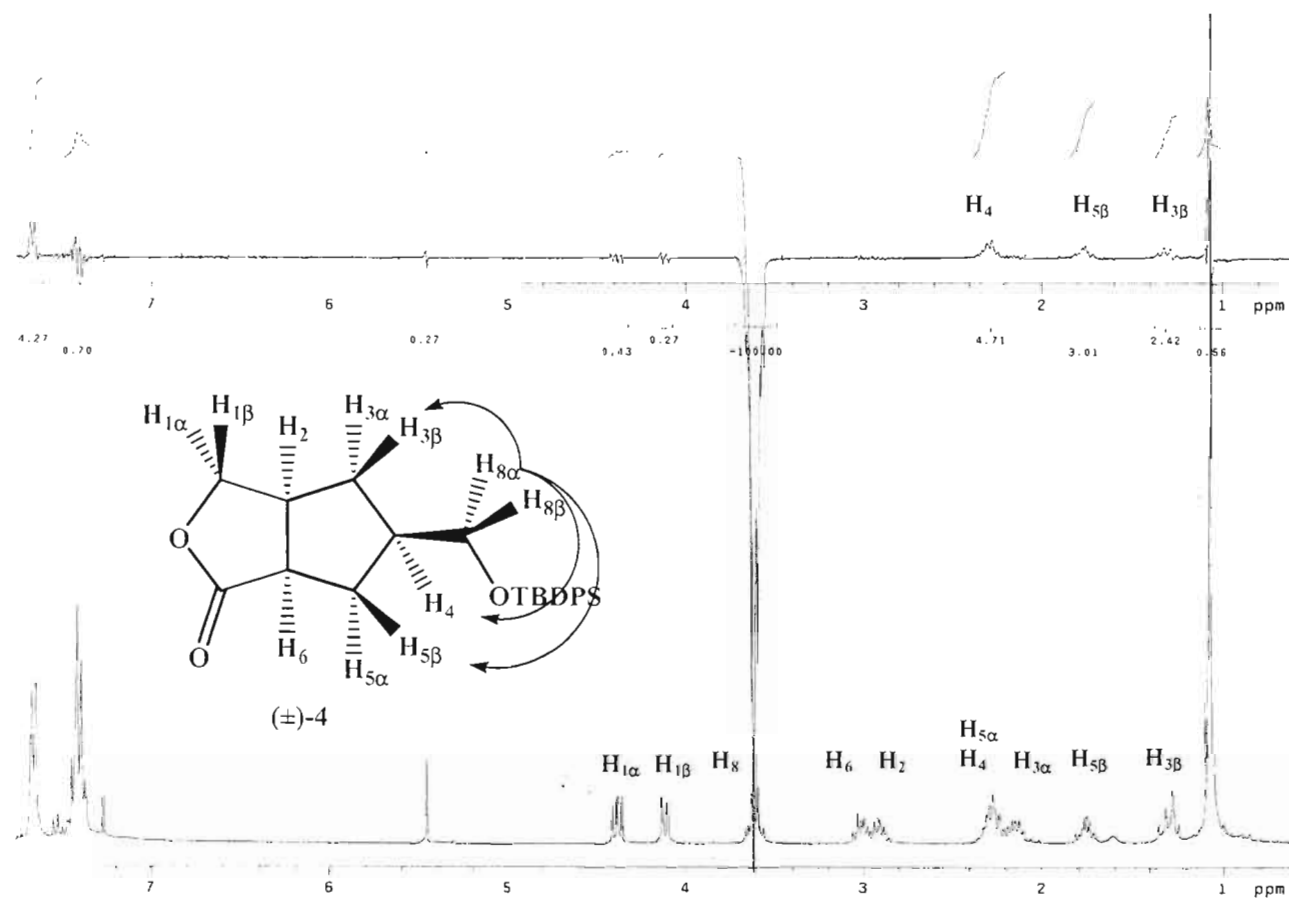 H4 H5β H3β
7 6 5 4 3 2 1 ppm
4.27 0.70 0.27 0.43 0.27 -100.00 4.71 3.01 2.42 0.56
H1α H1β H2 H3α H3β
H8α
H8β
O
H4 OTBDPS
O H6 H5α H5β
(±)-4
H5α
H1α H1β H8 H6 H2 H4 H3α H5β H3β
7 6 5 4 3 2 1 ppm